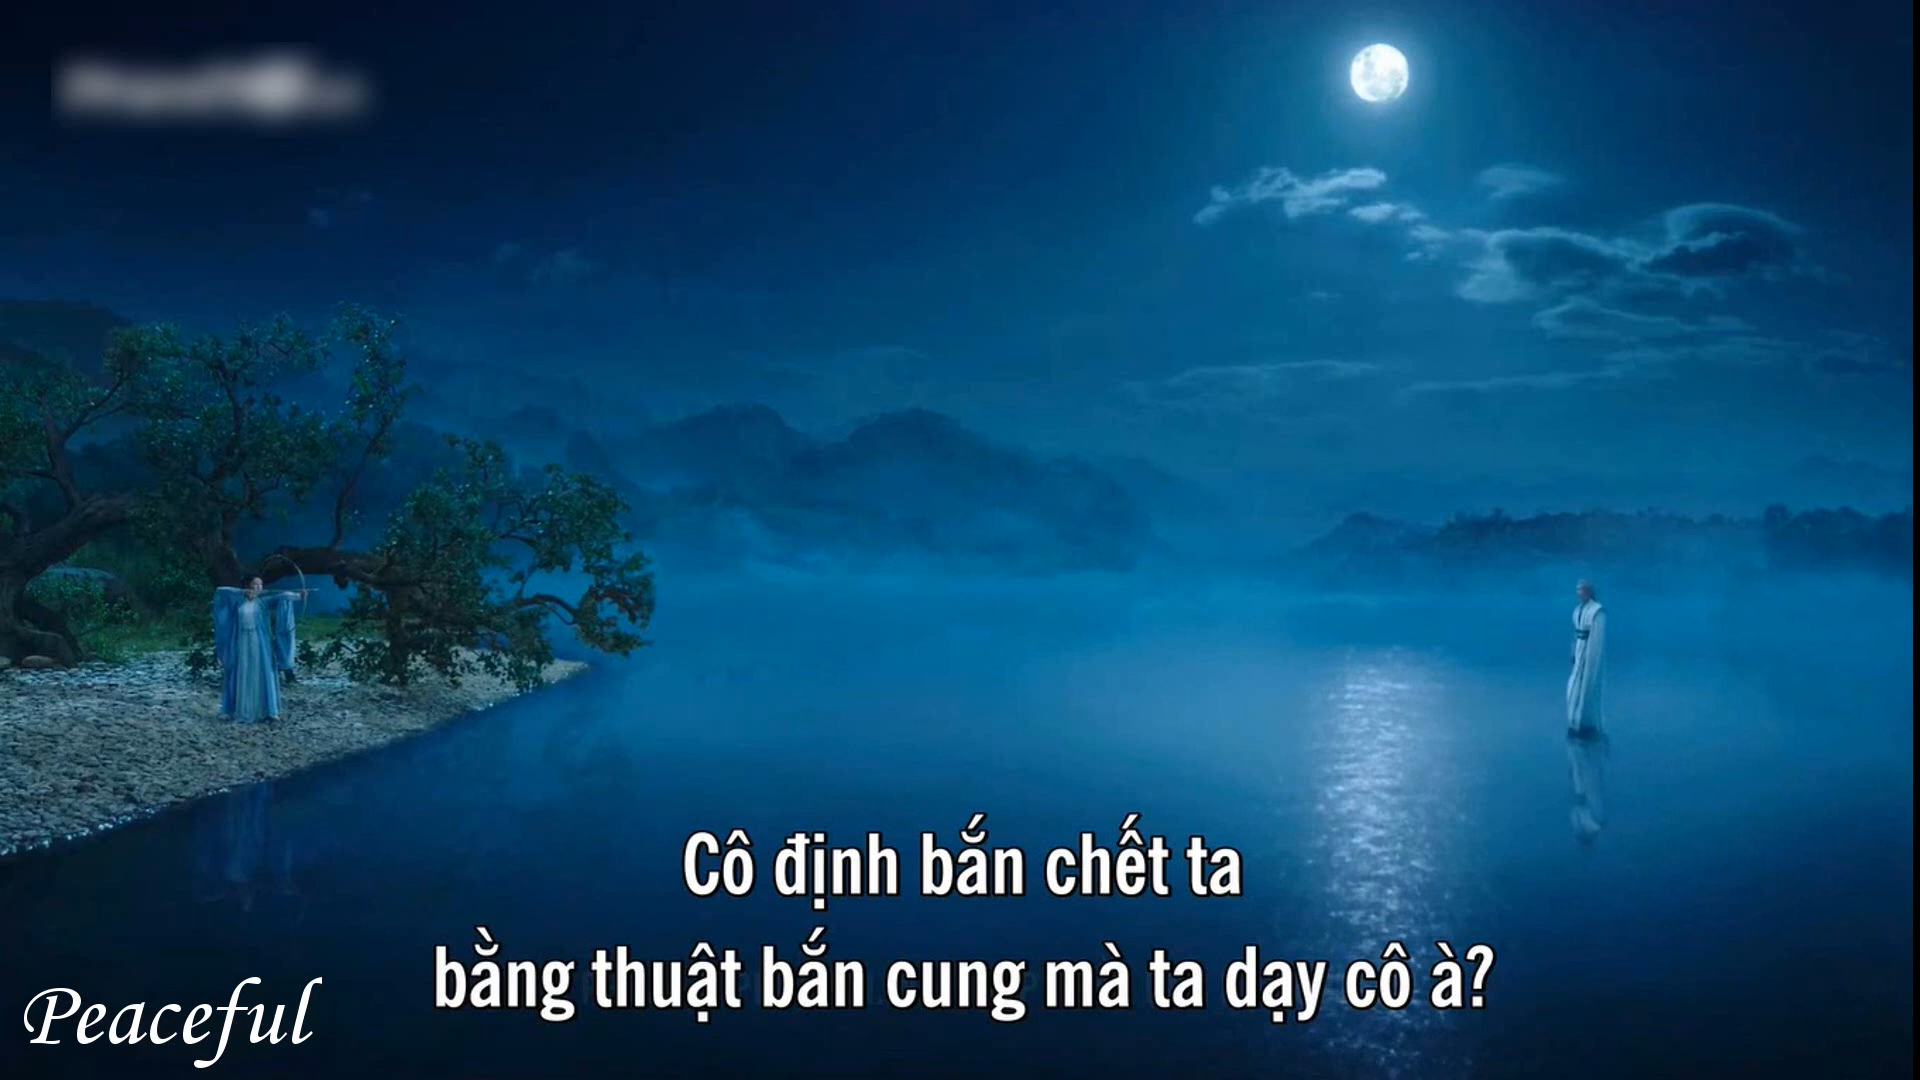 Cô định bắn chết ta
bằng thuật bắn cung mà ta dạy cô à?
Peaceful